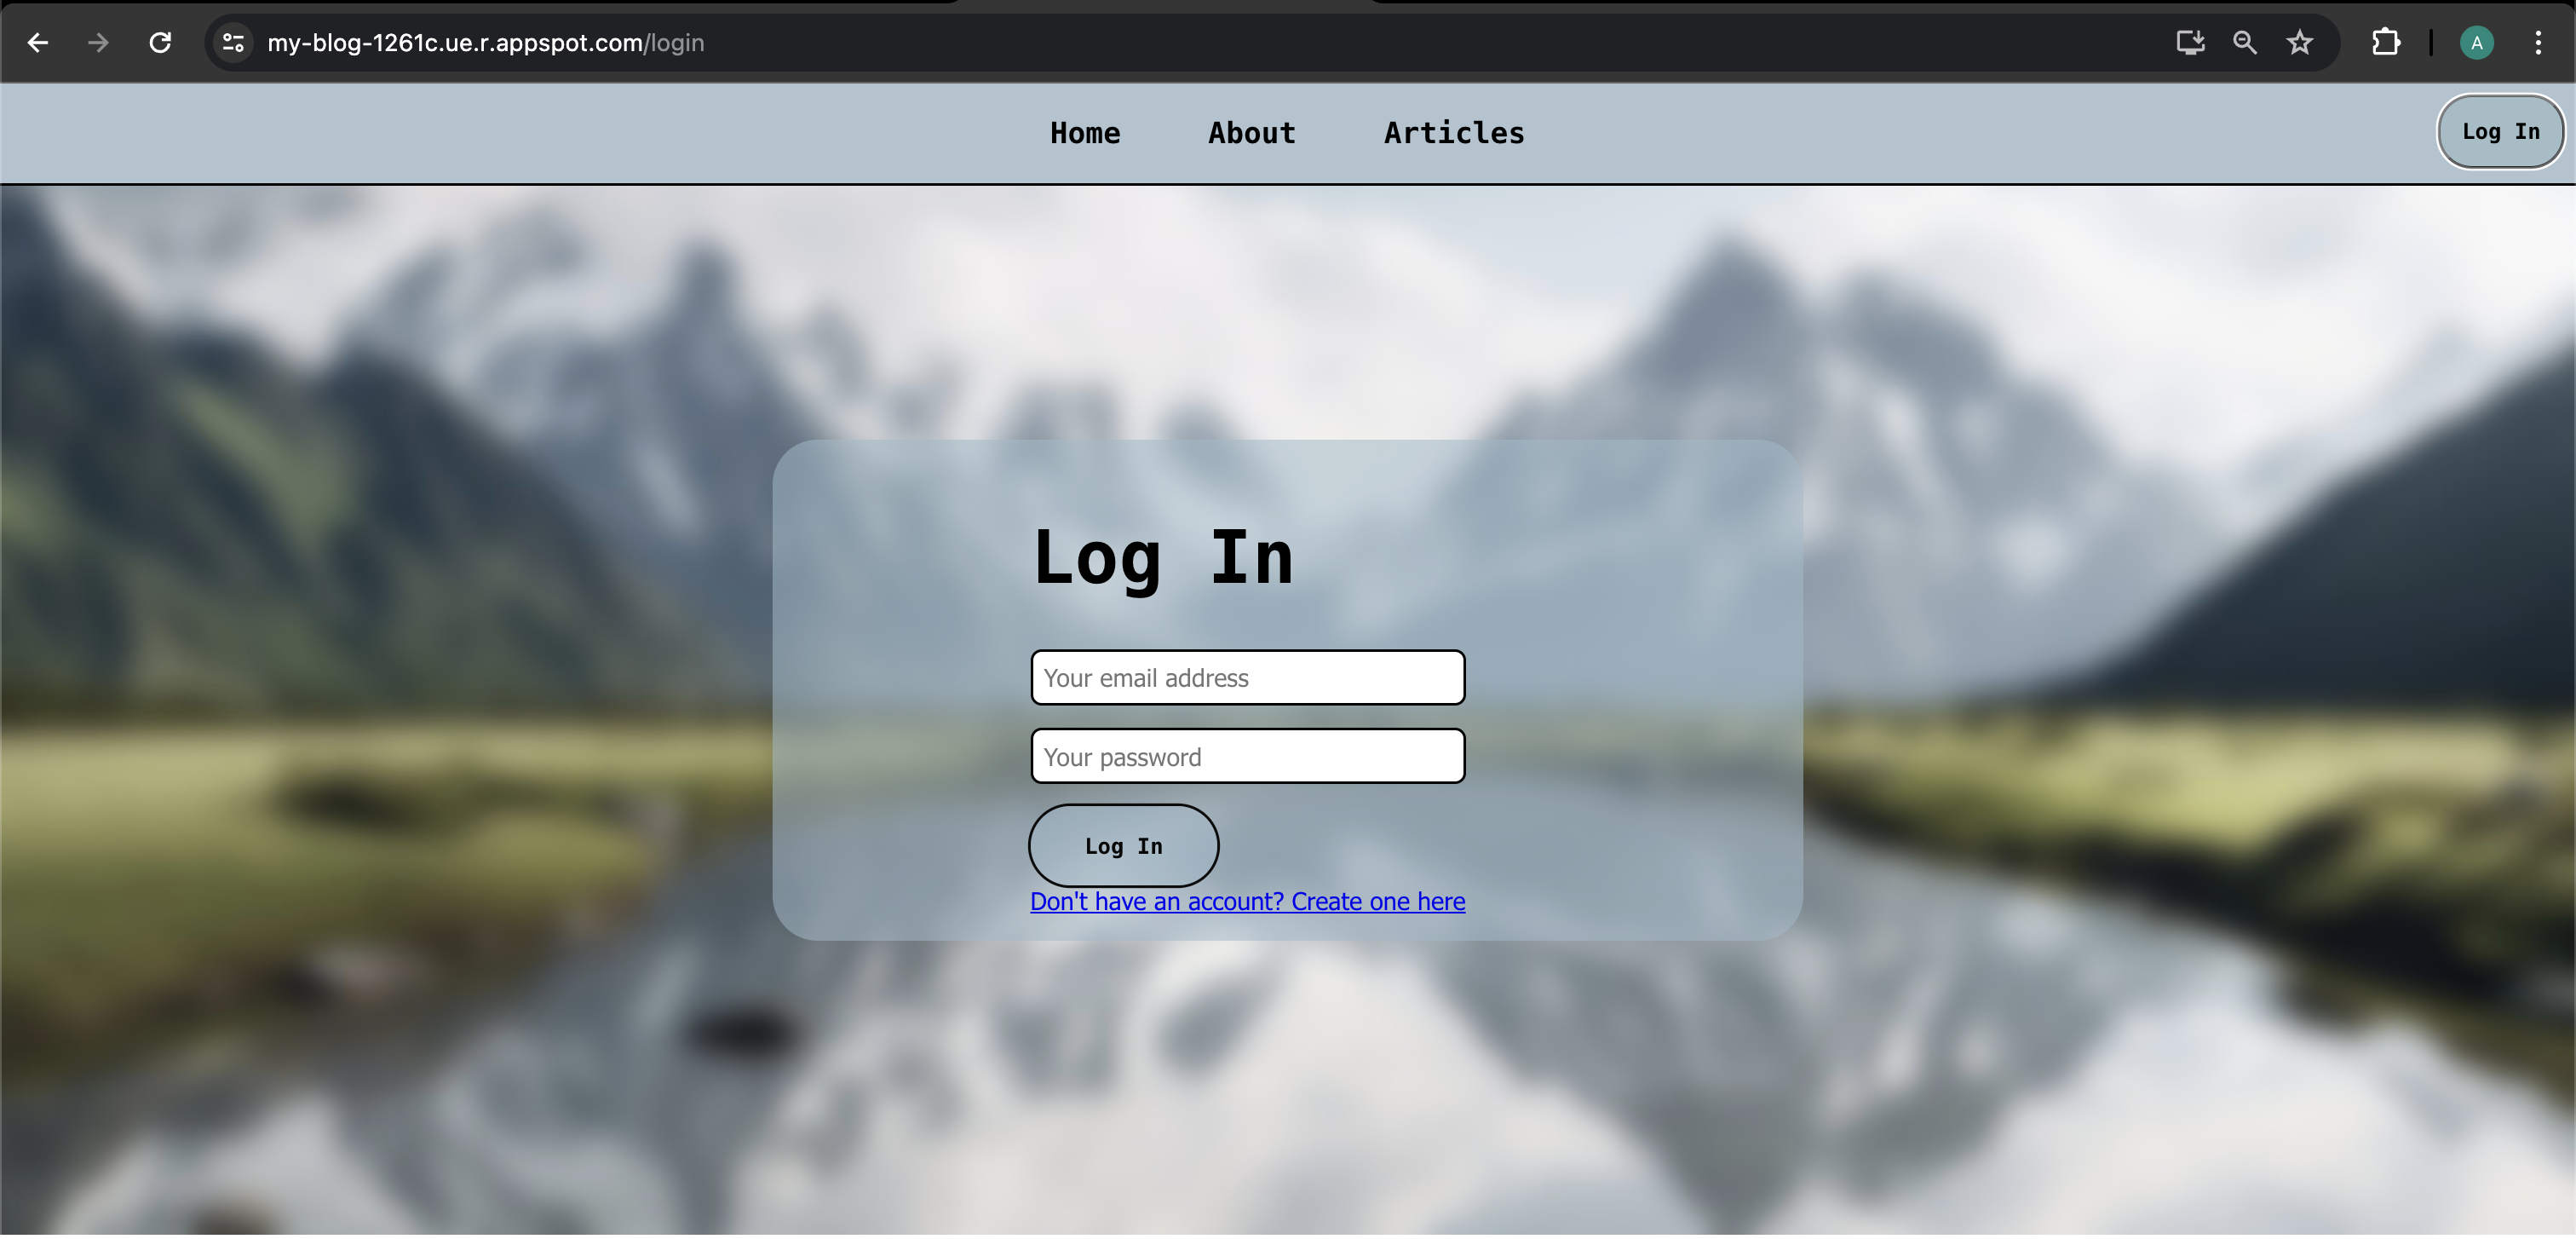 my-blog-1261c.ue.r.appspot.com/login
A
Home About Articles
Log In
Log In
Your email address
Your password
Log In
Don't have an account? Create one here